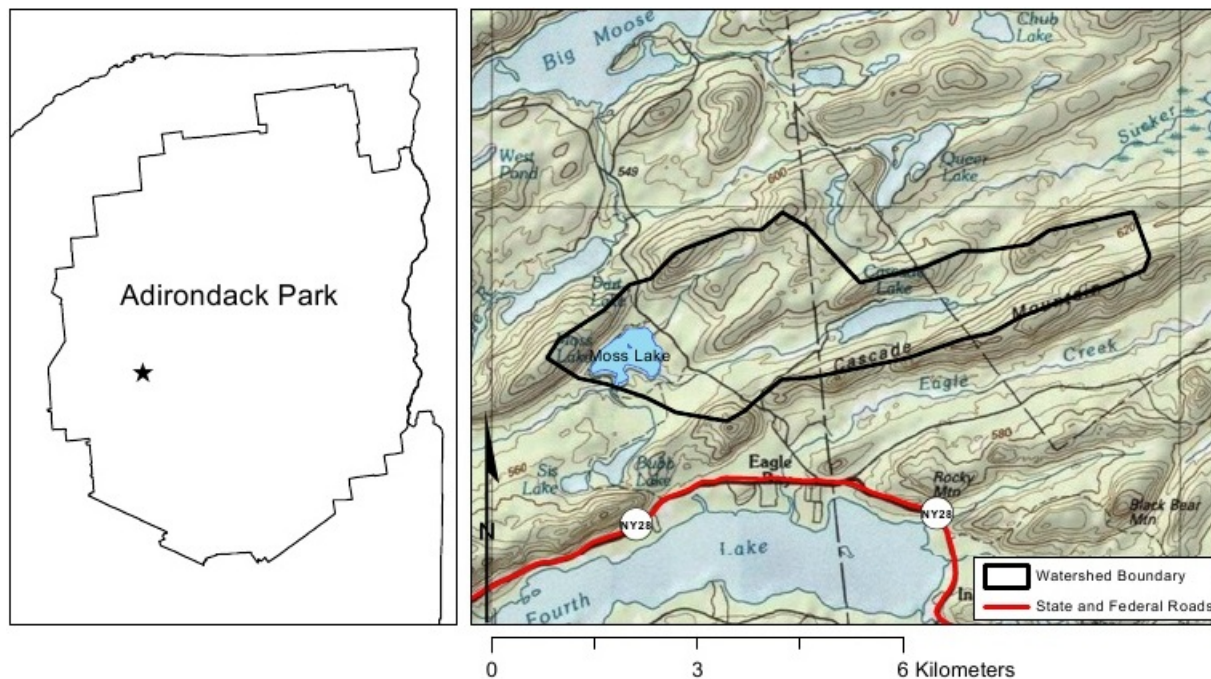 Adirondack Park
Big Moose
Chub
Lake
Sucker
West
Pond
549
600
Queer
Lake
620
Dart
Lake
Cascade
Lake
Mountain
Moss
Lake
Moss Lake
Cascade
Creek
Eagle
580
560
Sis
Lake
Bubb
Lake
Eagle
Bay
Rocky
Mtn
Black Bear
Mtn
NY28
NY28
N
Lake
Fourth
Watershed Boundary
State and Federal Roads
0 3 6 Kilometers